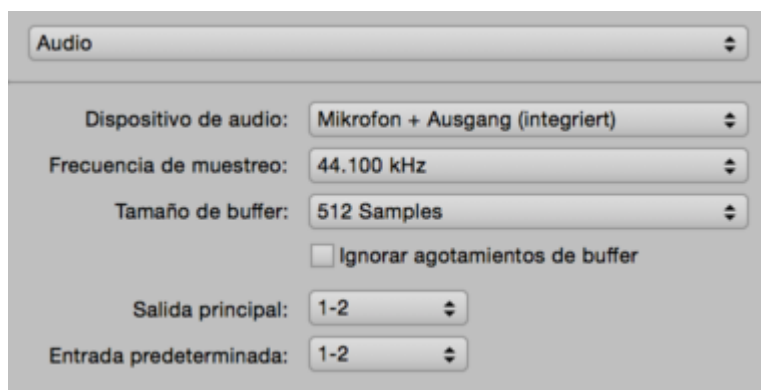 Audio
Dispositivo de audio: Mikrofon + Ausgang (integriert)
Frecuencia de muestreo: 44.100 kHz
Tamaño de buffer: 512 Samples
Ignorar agotamientos de buffer
Salida principal: 1-2
Entrada predeterminada: 1-2